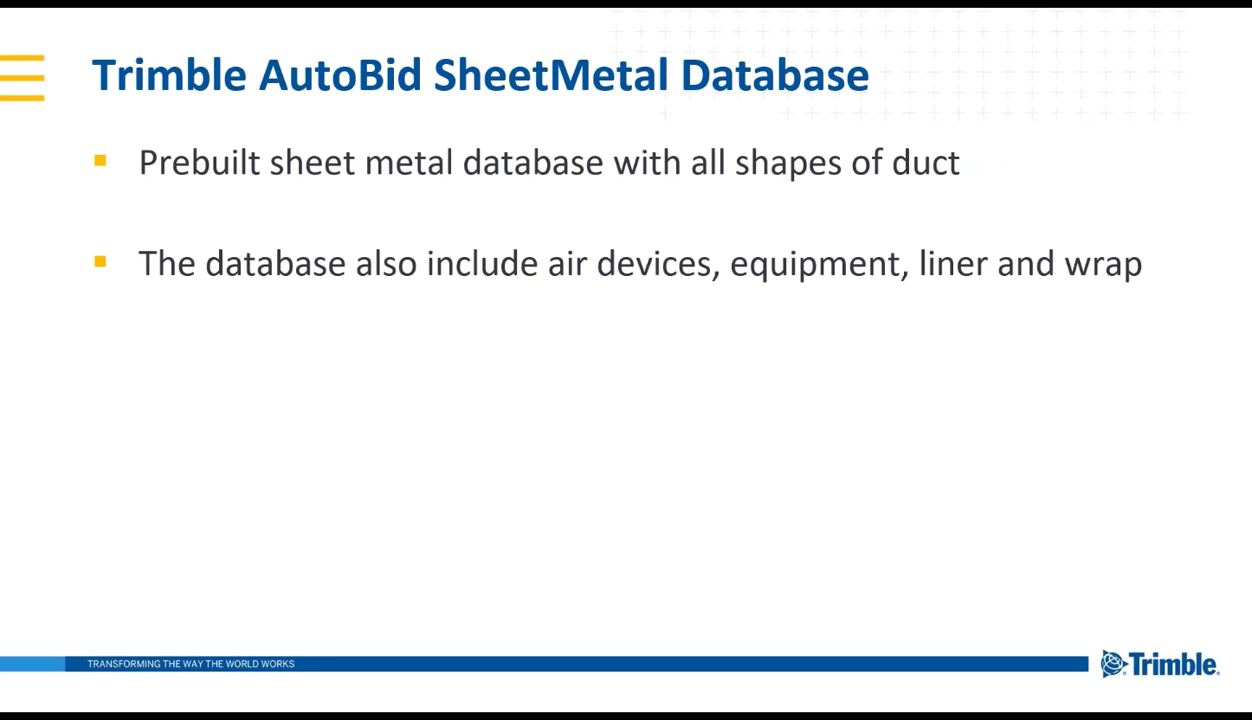 Trimble AutoBid SheetMetal Database
Prebuilt sheet metal database with all shapes of duct
The database also include air devices, equipment, liner and wrap
TRANSFORMING THE WAY THE WORLD WORKS
Trimble